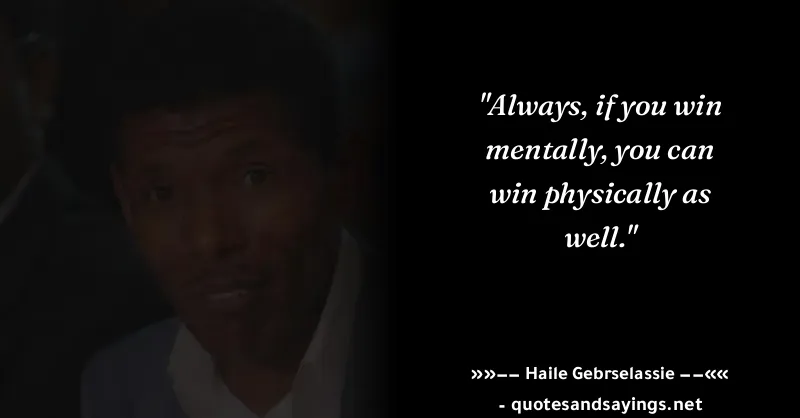 "Always, if you win
mentally, you can
win physically as
well."
»»−− Haile Gebrselassie −−««
- quotesandsayings.net